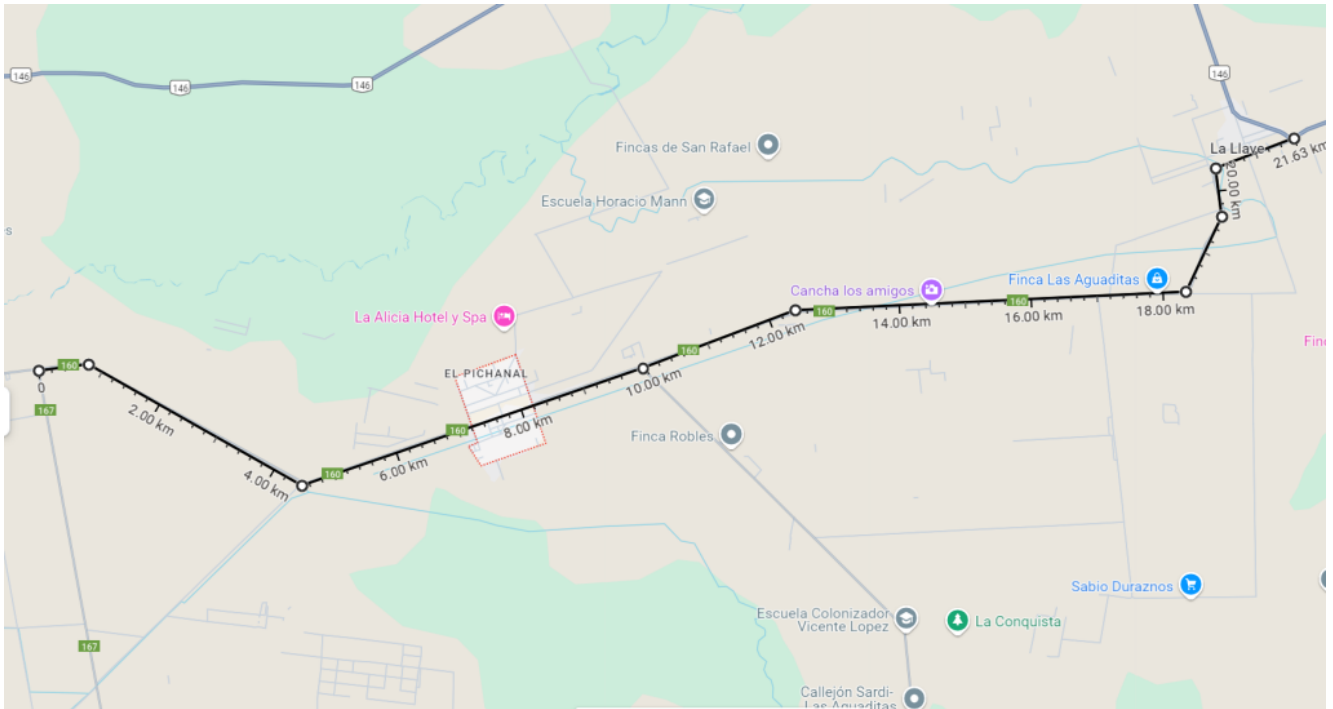 146
146
146
146
Fincas de San Rafael
La Llave
21.63 km
20.00 km
Escuela Horacio Mann
s
Finca Las Aguaditas
Cancha los amigos
160
160
14.00 km
16.00 km
18.00 km
La Alicia Hotel y Spa
12.00 km
Fin
160
160
EL PICHANAL
0
10.00 km
167
2.00 km
160
8.00 km
Finca Robles
6.00 km
160
4.00 km
Sabio Duraznos
Escuela Colonizador
Vicente Lopez
La Conquista
167
Callejón Sardi-
Las Aguaditas